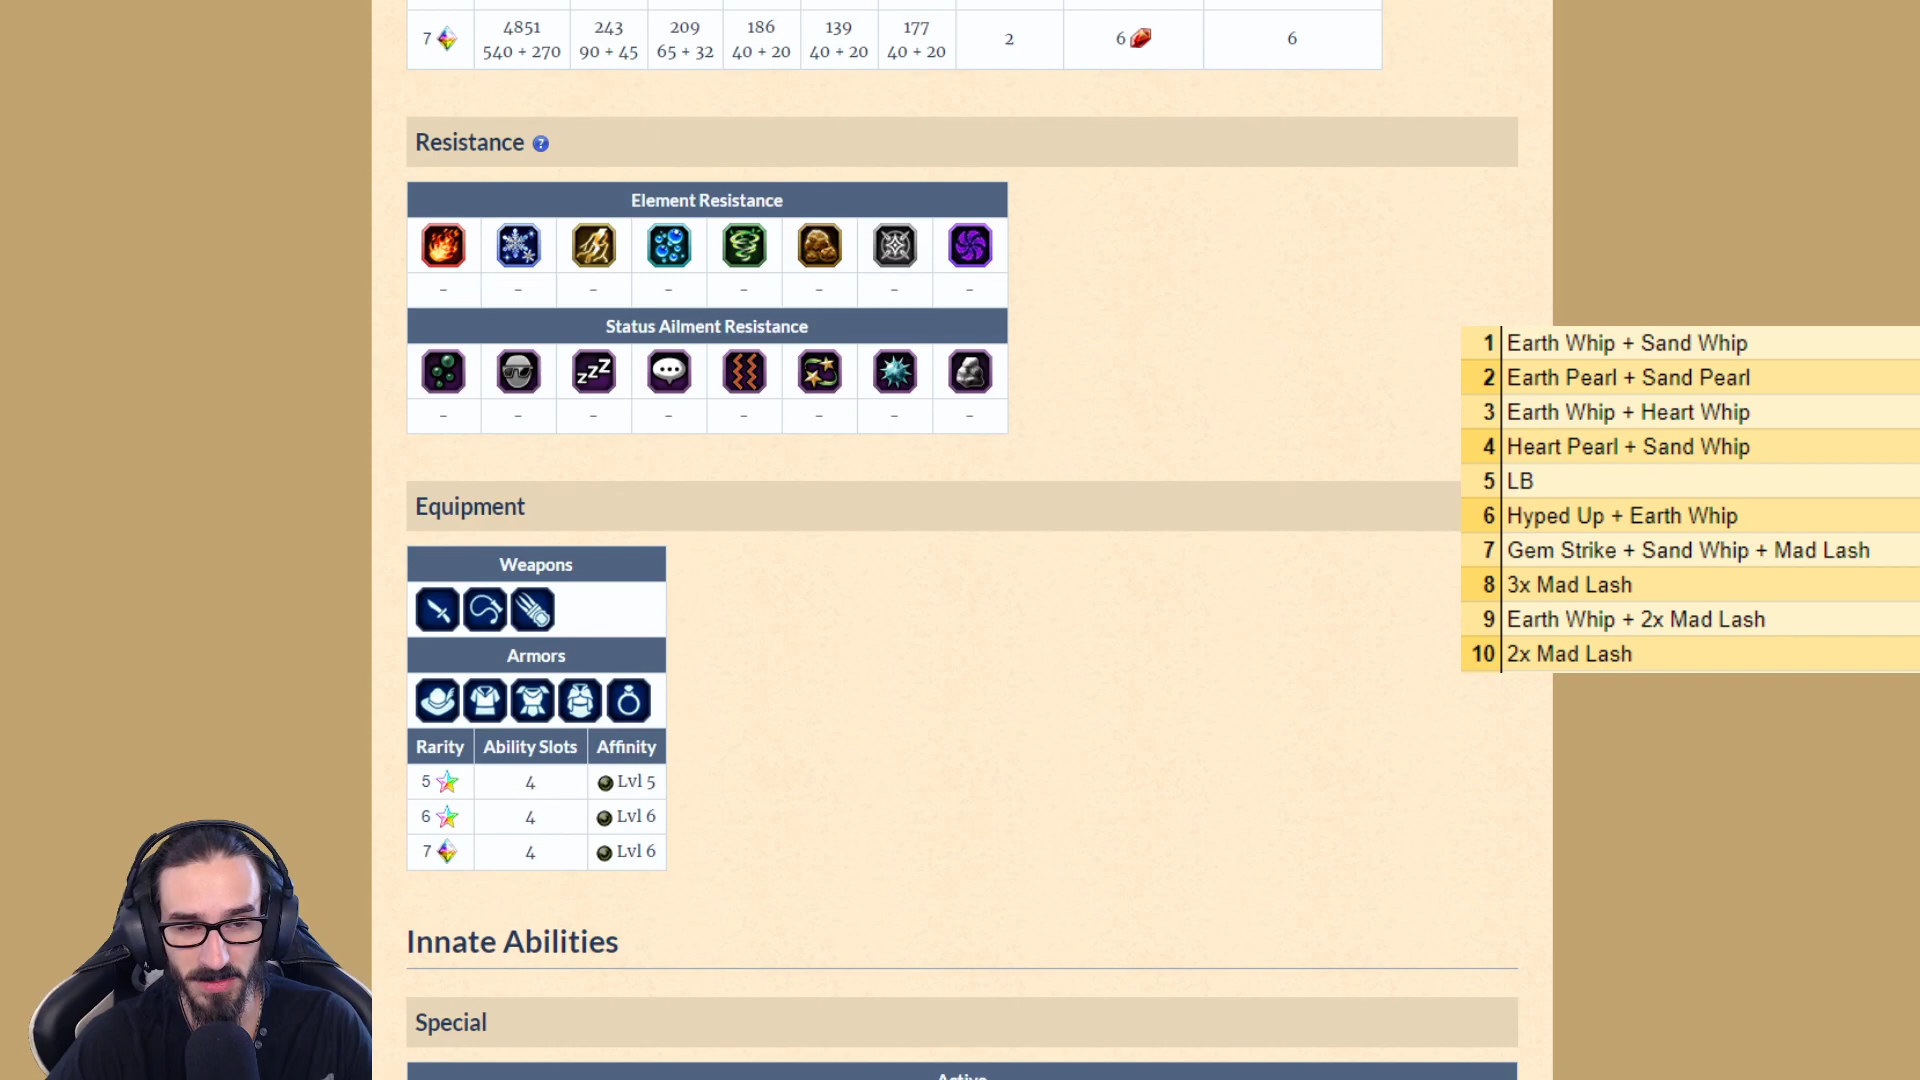 7 4851 243 209 186 139 177 2 6 6
540 + 270 90 + 45 65 + 32 40 + 20 40 + 20 40 + 20
Resistance ?
Element Resistance
- - - - - - - -
Status Ailment Resistance
zzZ
- - - - - - - -
Equipment
Weapons
Armors
Rarity Ability Slots Affinity
5 4 Lvl 5
6 4 Lvl 6
7 4 Lvl 6
Innate Abilities
Special
Active
1 Earth Whip + Sand Whip
2 Earth Pearl + Sand Pearl
3 Earth Whip + Heart Whip
4 Heart Pearl + Sand Whip
5 LB
6 Hyped Up + Earth Whip
7 Gem Strike + Sand Whip + Mad Lash
8 3x Mad Lash
9 Earth Whip + 2x Mad Lash
10 2x Mad Lash